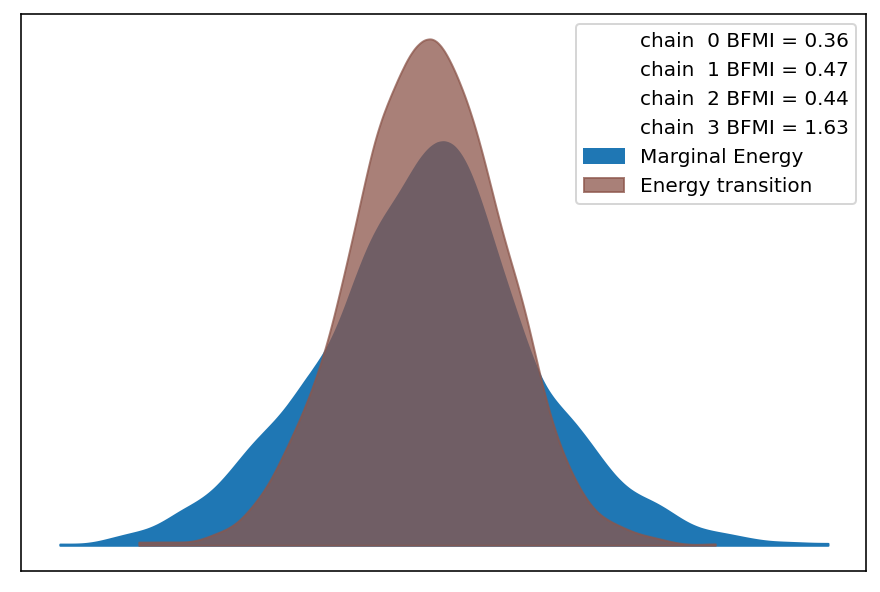 chain  0 BFMI = 0.36
chain  1 BFMI = 0.47
chain  2 BFMI = 0.44
chain  3 BFMI = 1.63
Marginal Energy
Energy transition